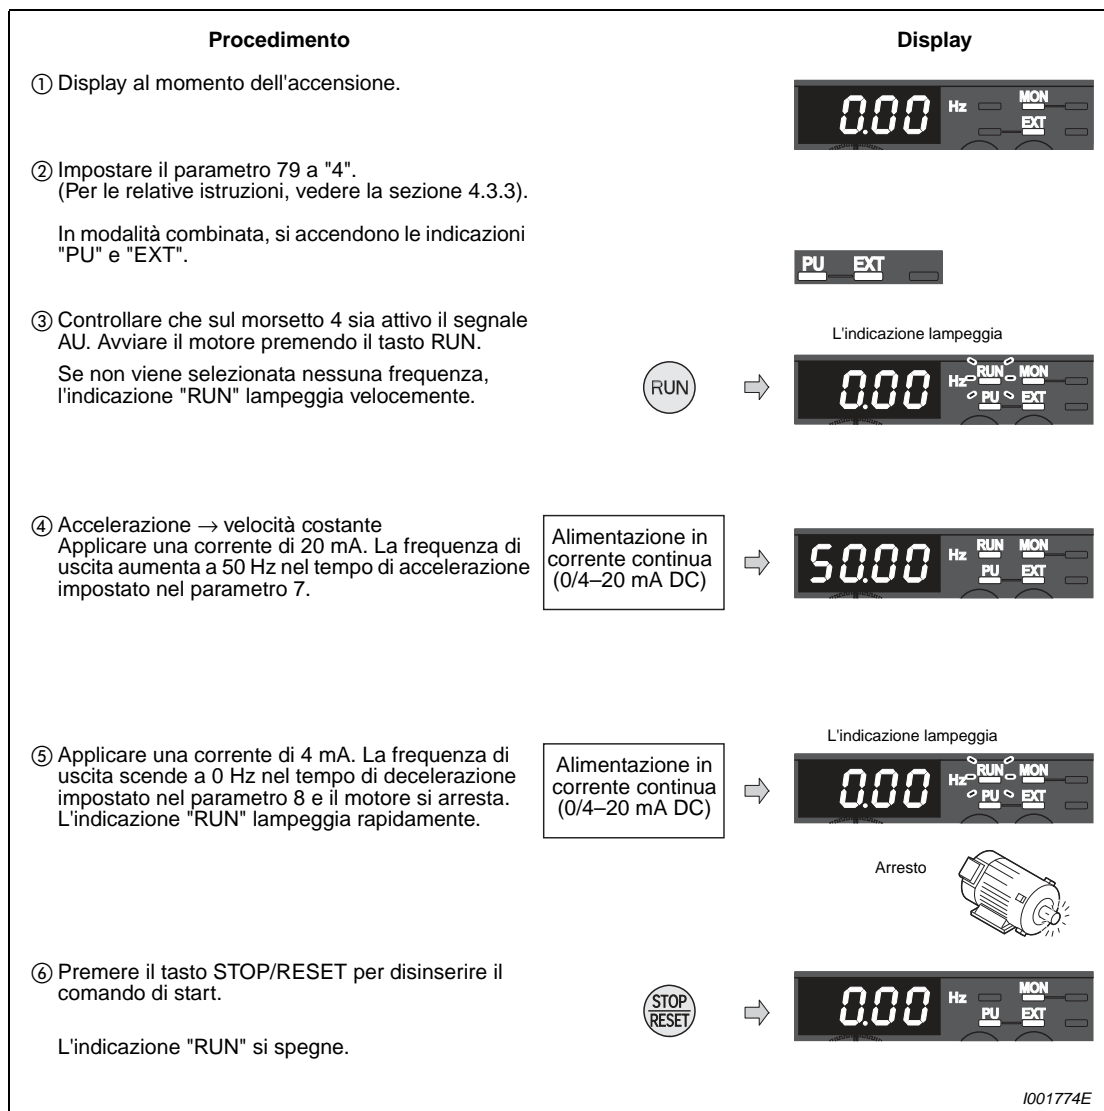 Procedimento
Display
① Display al momento dell'accensione.
0.00 Hz MON EXT
② Impostare il parametro 79 a "4".
(Per le relative istruzioni, vedere la sezione 4.3.3).
In modalità combinata, si accendono le indicazioni
"PU" e "EXT".
PU EXT
③ Controllare che sul morsetto 4 sia attivo il segnale
AU. Avviare il motore premendo il tasto RUN.
Se non viene selezionata nessuna frequenza,
l'indicazione "RUN" lampeggia velocemente.
RUN
L'indicazione lampeggia
0.00 Hz RUN MON
PU EXT
④ Accelerazione → velocità costante
Applicare una corrente di 20 mA. La frequenza di
uscita aumenta a 50 Hz nel tempo di accelerazione
impostato nel parametro 7.
Alimentazione in
corrente continua
(0/4–20 mA DC)
50.00 Hz RUN MON
PU EXT
⑤ Applicare una corrente di 4 mA. La frequenza di
uscita scende a 0 Hz nel tempo di decelerazione
impostato nel parametro 8 e il motore si arresta.
L'indicazione "RUN" lampeggia rapidamente.
Alimentazione in
corrente continua
(0/4–20 mA DC)
L'indicazione lampeggia
0.00 Hz RUN MON
PU EXT
Arresto
⑥ Premere il tasto STOP/RESET per disinserire il
comando di start.
L'indicazione "RUN" si spegne.
STOP
RESET
0.00 Hz MON
PU EXT
I001774E